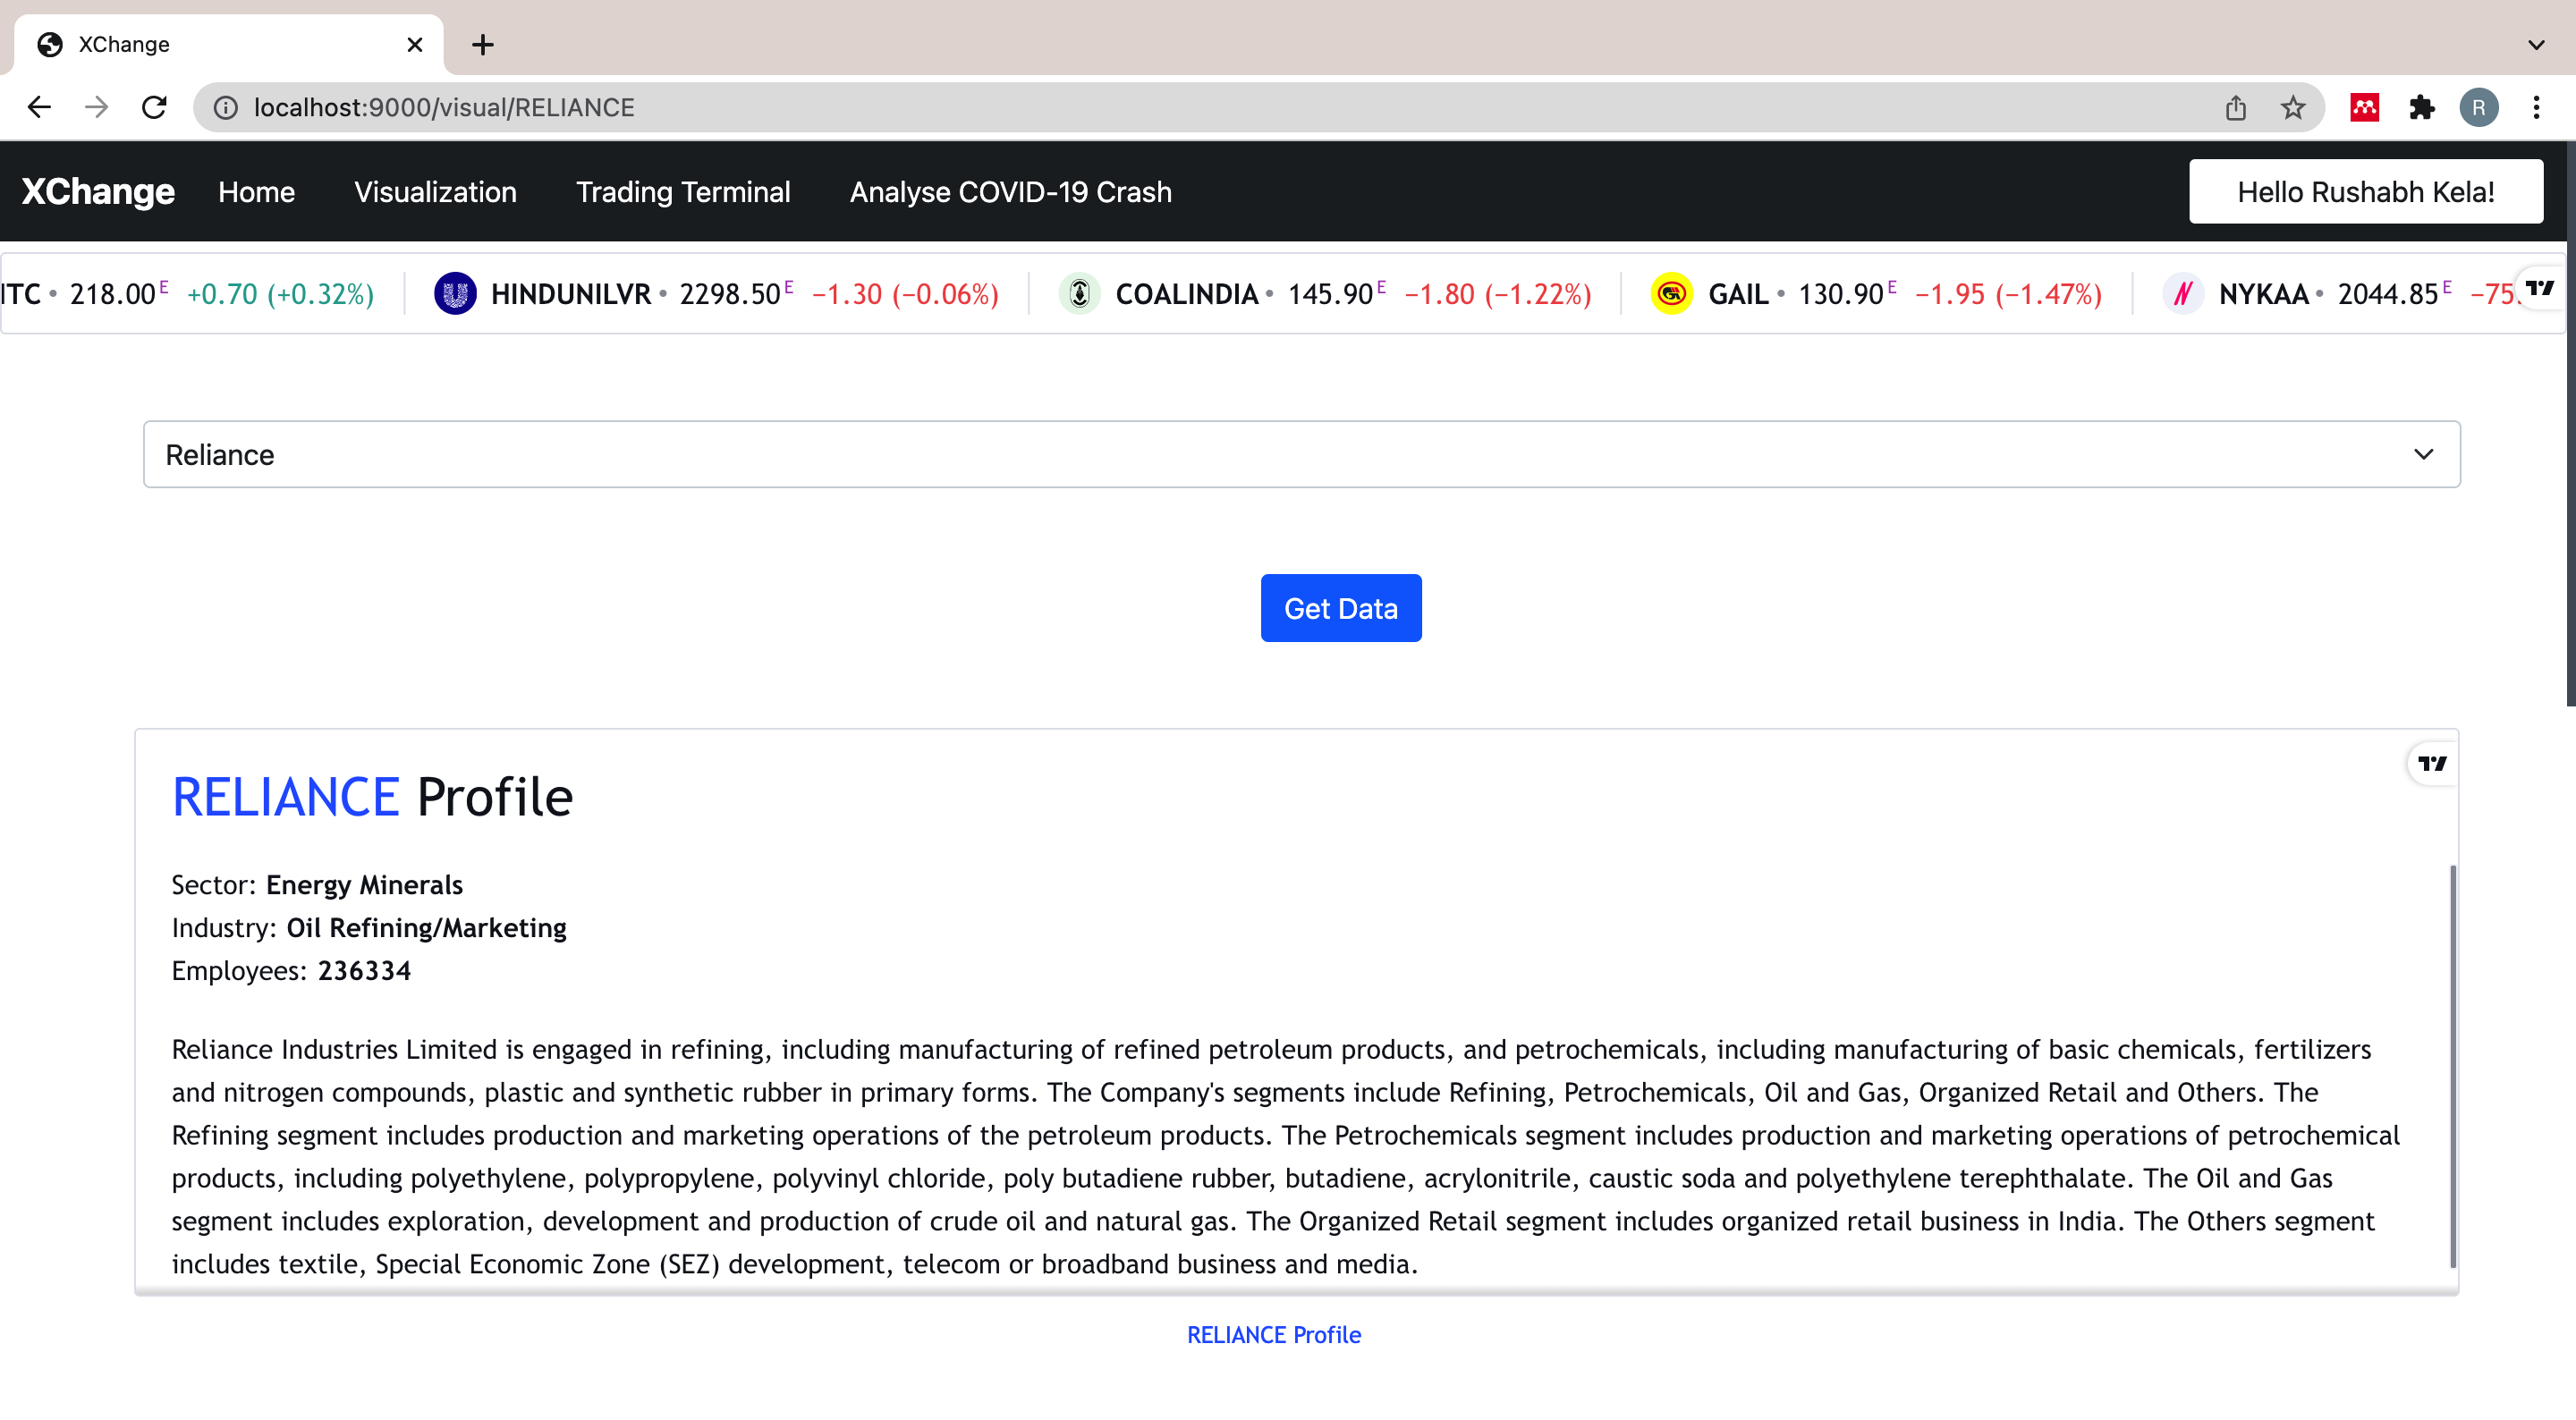 XChange
localhost:9000/visual/RELIANCE
R
XChange Home Visualization Trading Terminal Analyse COVID-19 Crash Hello Rushabh Kela!
ITC • 218.00 E +0.70 (+0.32%) HINDUNILVR • 2298.50 E −1.30 (−0.06%) COALINDIA • 145.90 E −1.80 (−1.22%) GAIL • 130.90 E −1.95 (−1.47%) NYKAA • 2044.85 E −75.
Reliance
Get Data
RELIANCE Profile
Sector: Energy Minerals
Industry: Oil Refining/Marketing
Employees: 236334
Reliance Industries Limited is engaged in refining, including manufacturing of refined petroleum products, and petrochemicals, including manufacturing of basic chemicals, fertilizers
and nitrogen compounds, plastic and synthetic rubber in primary forms. The Company's segments include Refining, Petrochemicals, Oil and Gas, Organized Retail and Others. The
Refining segment includes production and marketing operations of the petroleum products. The Petrochemicals segment includes production and marketing operations of petrochemical
products, including polyethylene, polypropylene, polyvinyl chloride, poly butadiene rubber, butadiene, acrylonitrile, caustic soda and polyethylene terephthalate. The Oil and Gas
segment includes exploration, development and production of crude oil and natural gas. The Organized Retail segment includes organized retail business in India. The Others segment
includes textile, Special Economic Zone (SEZ) development, telecom or broadband business and media.
RELIANCE Profile